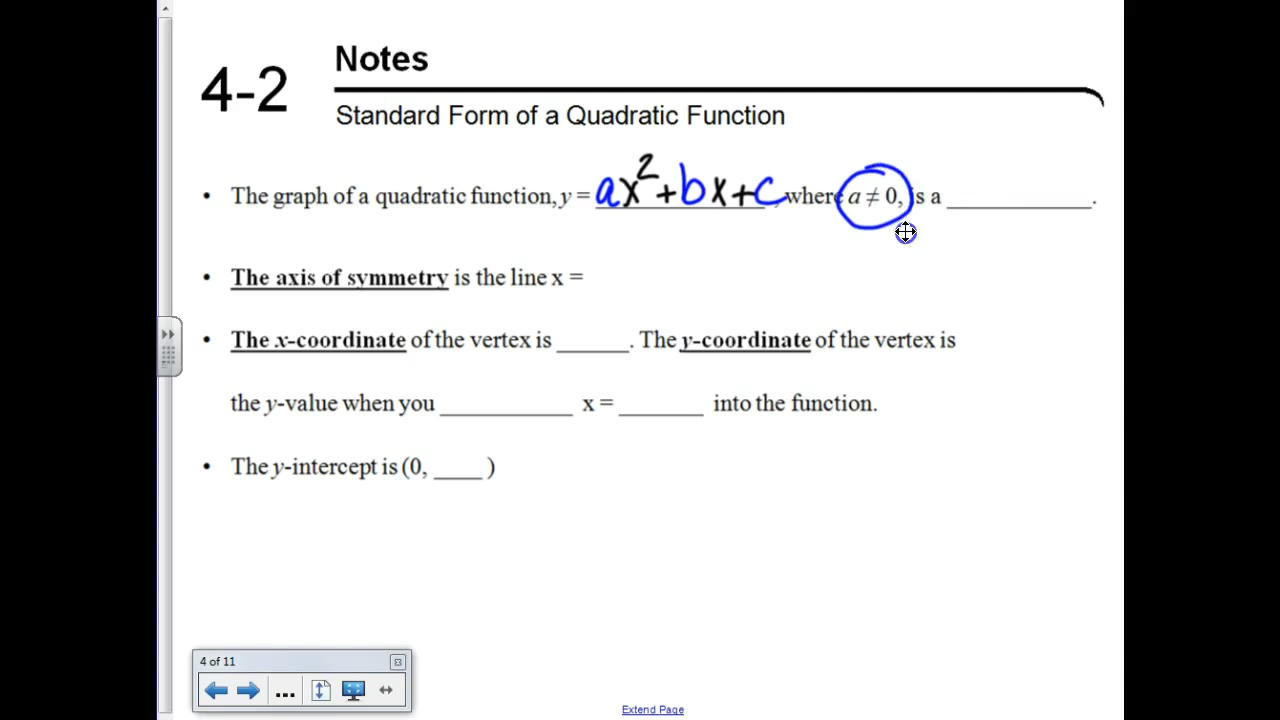 Notes
4-2
Standard Form of a Quadratic Function
• The graph of a quadratic function, y = ax²+bx+c, where a ≠ 0, is a ____________.
• The axis of symmetry is the line x =
• The x-coordinate of the vertex is ______. The y-coordinate of the vertex is
the y-value when you ___________ x = _______ into the function.
• The y-intercept is (0, ____ )
4 of 11
...
Extend Page